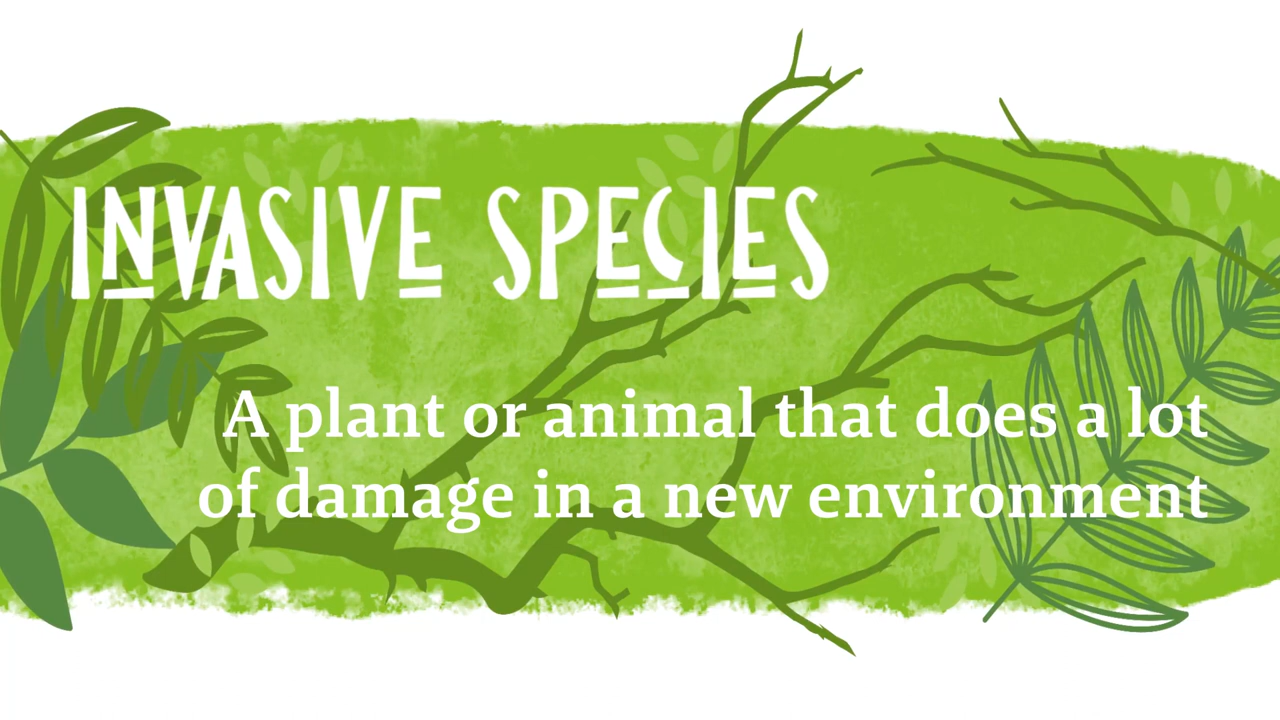 INVASIVE SPECIES
A plant or animal that does a lot
of damage in a new environment